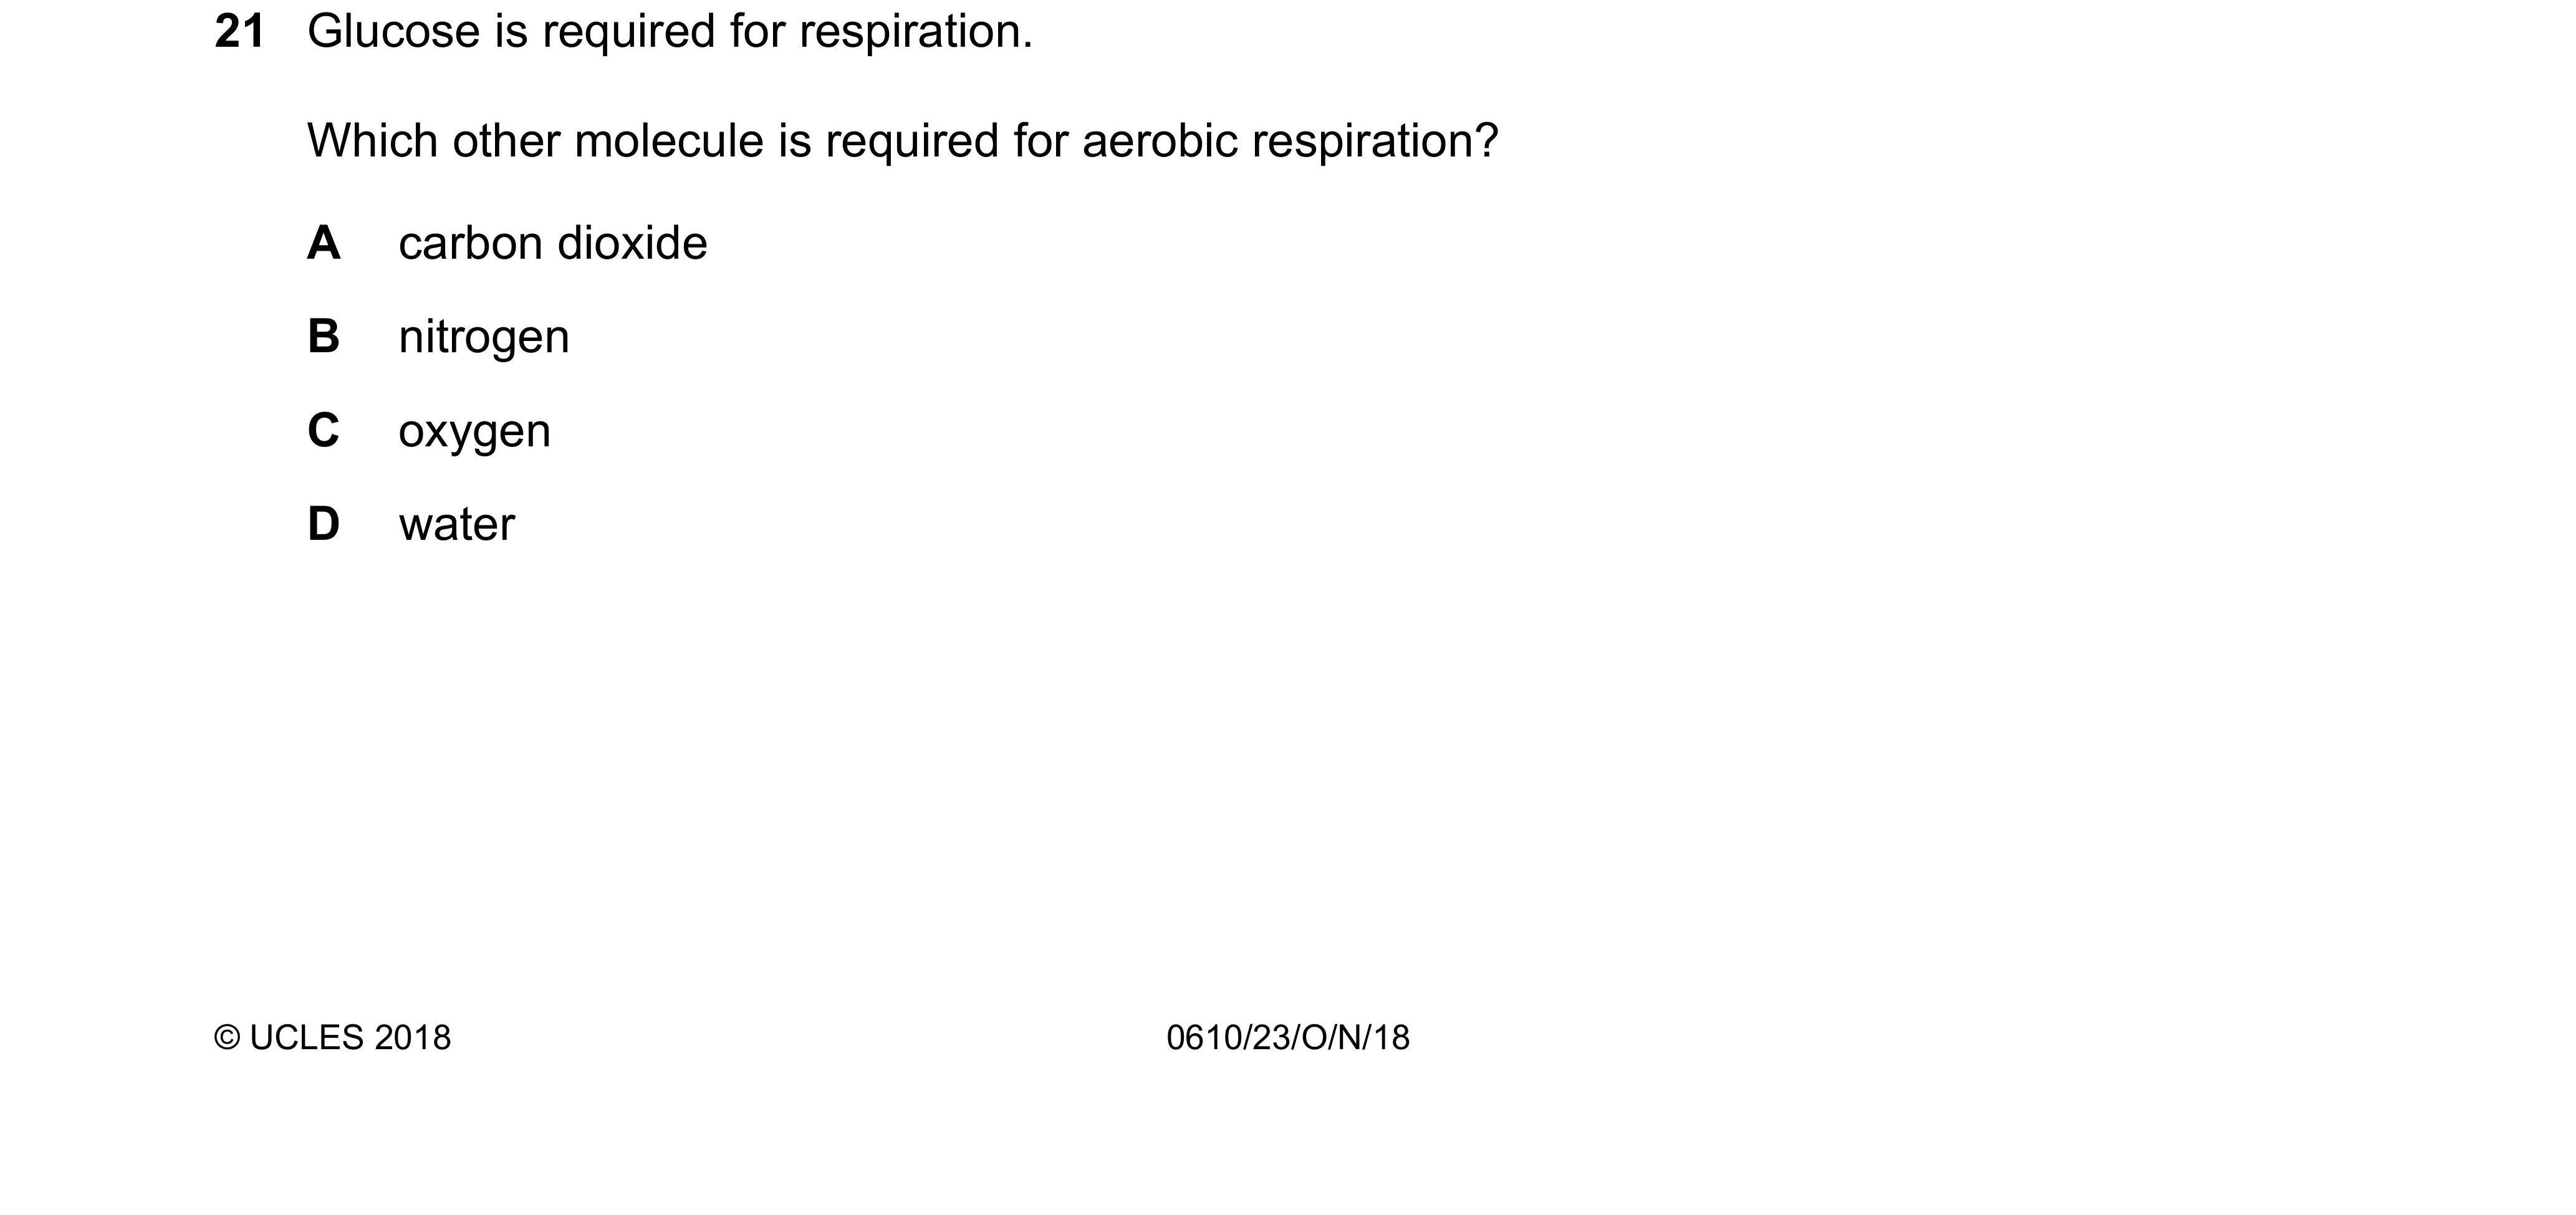 21 Glucose is required for respiration.
Which other molecule is required for aerobic respiration?
A carbon dioxide
B nitrogen
C oxygen
D water
© UCLES 2018 0610/23/O/N/18